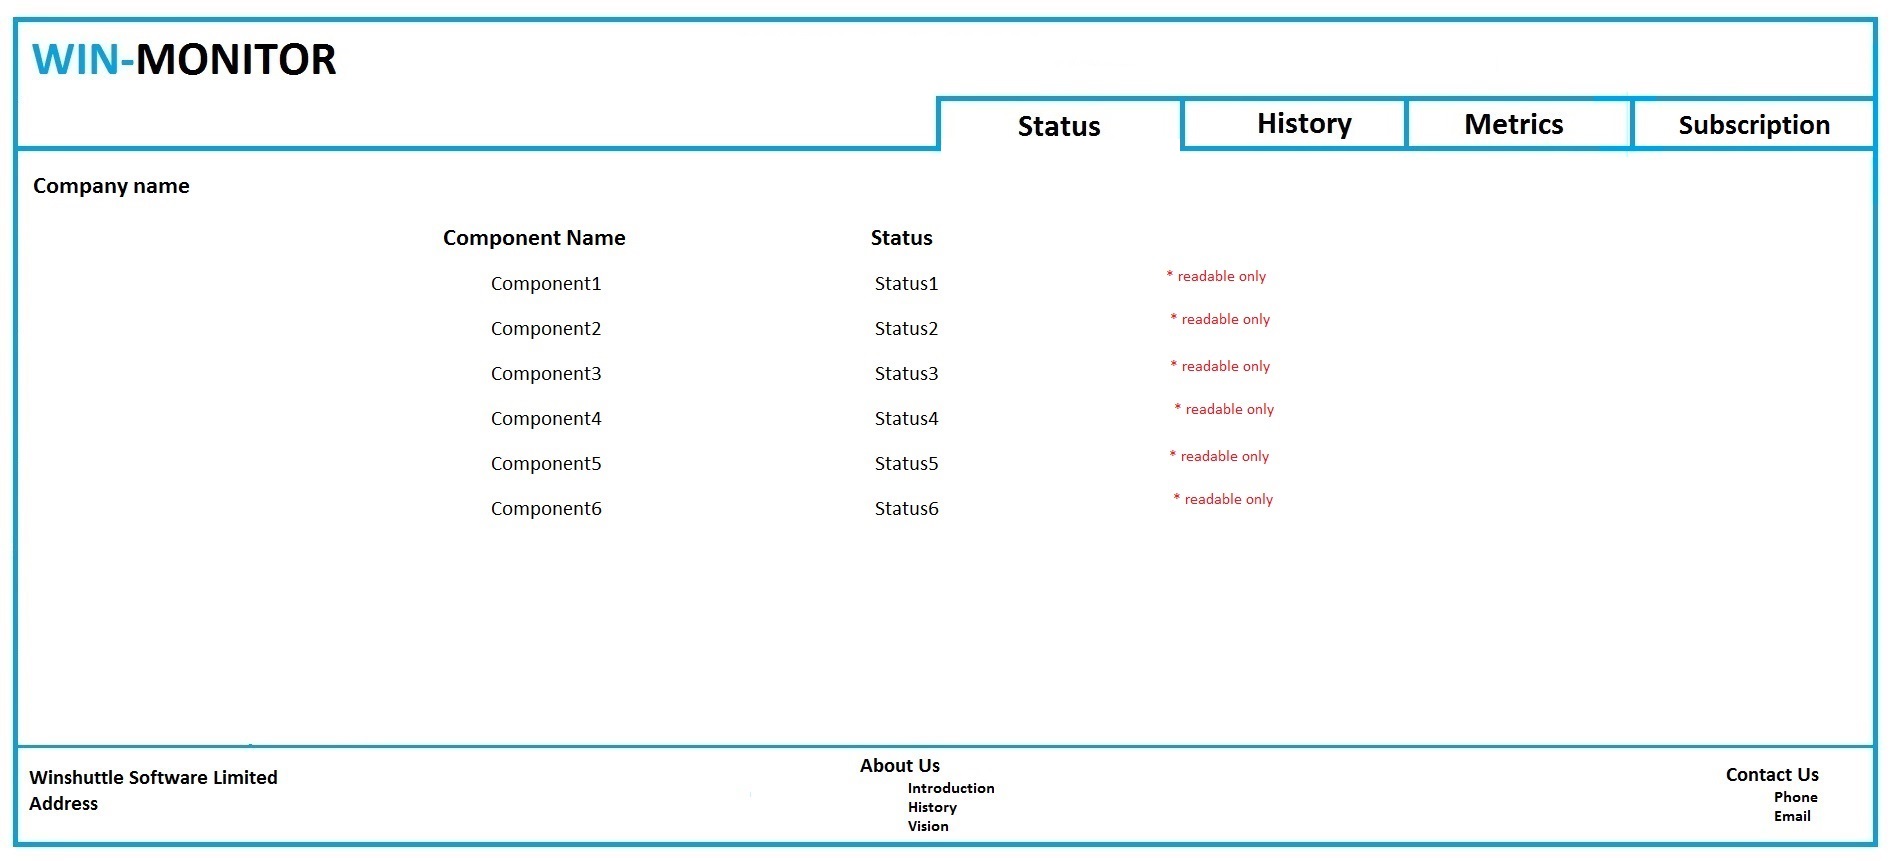 WIN-MONITOR
Status History Metrics Subscription
Company name
Component Name Status
Component1 Status1 * readable only
Component2 Status2 * readable only
Component3 Status3 * readable only
Component4 Status4 * readable only
Component5 Status5 * readable only
Component6 Status6 * readable only
Winshuttle Software Limited
Address
About Us
Introduction
History
Vision
Contact Us
Phone
Email